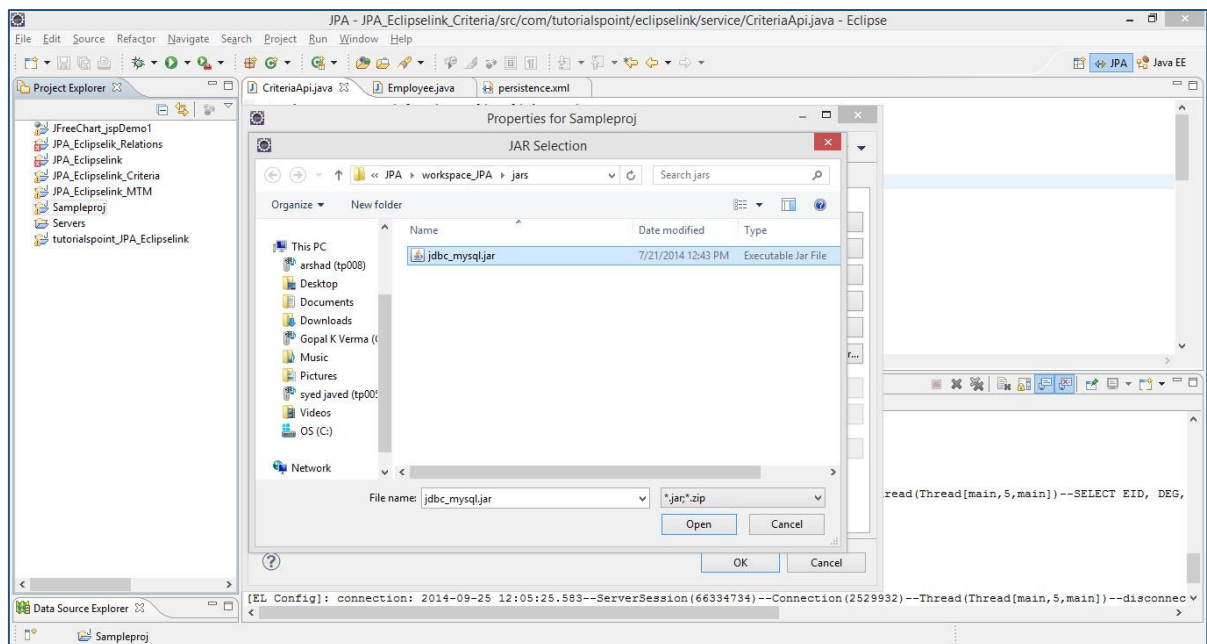 JPA - JPA_Eclipselink_Criteria/src/com/tutorialspoint/eclipselink/service/CriteriaApi.java - Eclipse
File Edit Source Refactor Navigate Search Project Run Window Help
JPA Java EE
Project Explorer
CriteriaApi.java Employee.java persistence.xml
JFreeChart_jspDemo1
JPA_Eclipselik_Relations
JPA_Eclipselink
JPA_Eclipselink_Criteria
JPA_Eclipselink_MTM
Sampleproj
Servers
tutorialspoint_JPA_Eclipselink
Properties for Sampleproj
JAR Selection
« JPA workspace_JPA jars
Search jars
Organize New folder
Name Date modified Type
jdbc_mysql.jar 7/21/2014 12:43 PM Executable Jar File
This PC
arshad (tp008)
Desktop
Documents
Downloads
Gopal K Verma (
Music
Pictures
syed javed (tp005
Videos
OS (C:)
Network
File name: jdbc_mysql.jar *.jar;*.zip
Open Cancel
r...
OK Cancel
read(Thread[main,5,main])--SELECT EID, DEG,
[EL Config]: connection: 2014-09-25 12:05:25.583--ServerSession(66334734)--Connection(2529932)--Thread(Thread[main,5,main])--disconnec
Data Source Explorer
Sampleproj